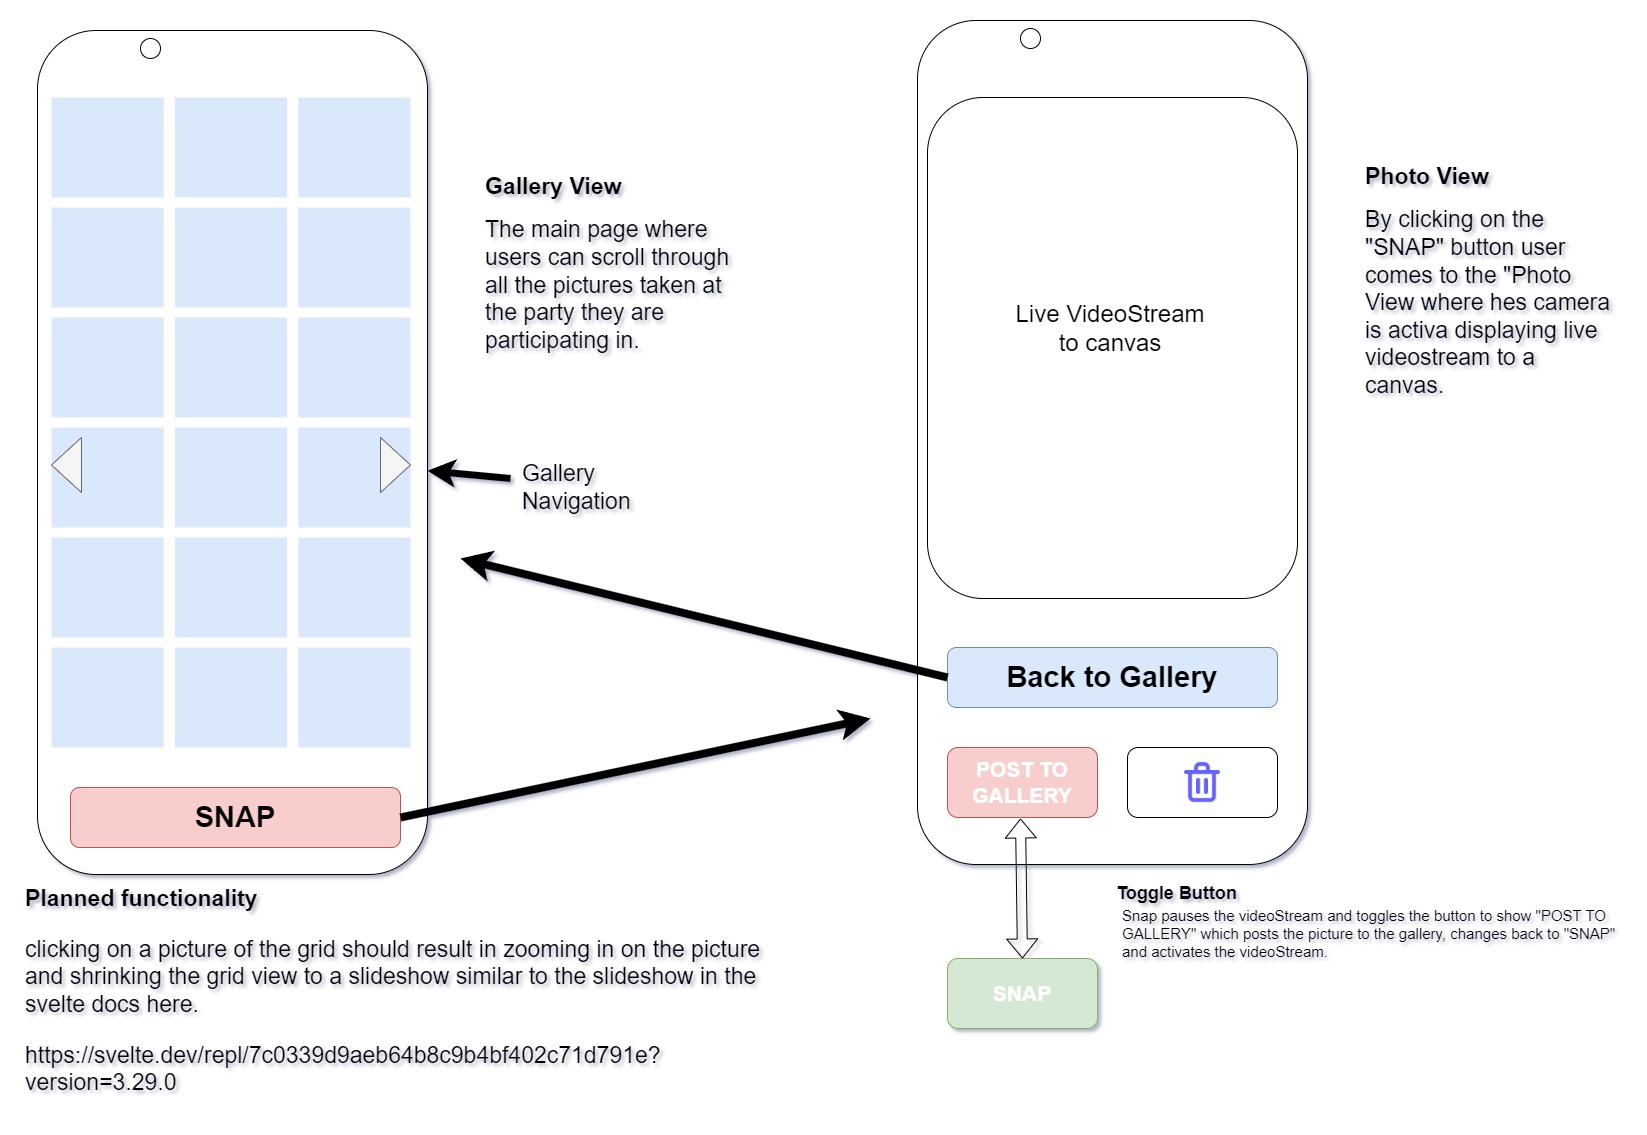 Gallery View
The main page where
users can scroll through
all the pictures taken at
the party they are
participating in.
Gallery
Navigation
SNAP
Planned functionality
clicking on a picture of the grid should result in zooming in on the picture
and shrinking the grid view to a slideshow similar to the slideshow in the
svelte docs here.
https://svelte.dev/repl/7c0339d9aeb64b8c9b4bf402c71d791e?
version=3.29.0
Live VideoStream
to canvas
Back to Gallery
POST TO
GALLERY
SNAP
Photo View
By clicking on the
"SNAP" button user
comes to the "Photo
View where hes camera
is activa displaying live
videostream to a
canvas.
Toggle Button
Snap pauses the videoStream and toggles the button to show "POST TO
GALLERY" which posts the picture to the gallery, changes back to "SNAP"
and activates the videoStream.